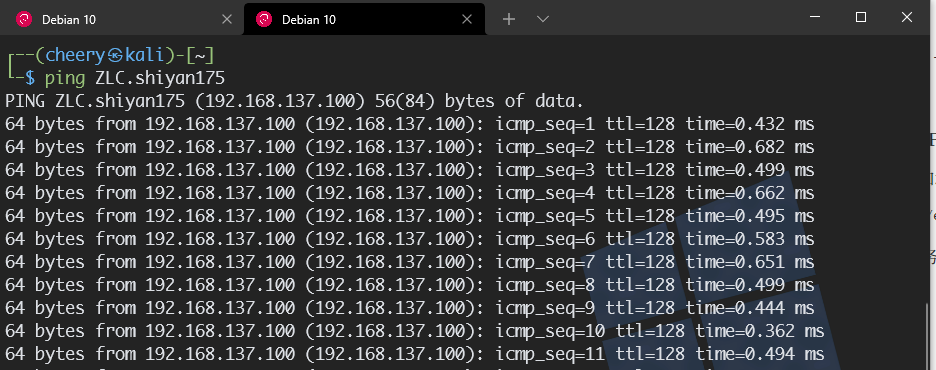 Debian 10
Debian 10
┌──(cheery㉿kali)-[~]
└─$ ping ZLC.shiyan175
PING ZLC.shiyan175 (192.168.137.100) 56(84) bytes of data.
64 bytes from 192.168.137.100 (192.168.137.100): icmp_seq=1 ttl=128 time=0.432 ms
64 bytes from 192.168.137.100 (192.168.137.100): icmp_seq=2 ttl=128 time=0.682 ms
64 bytes from 192.168.137.100 (192.168.137.100): icmp_seq=3 ttl=128 time=0.499 ms
64 bytes from 192.168.137.100 (192.168.137.100): icmp_seq=4 ttl=128 time=0.662 ms
64 bytes from 192.168.137.100 (192.168.137.100): icmp_seq=5 ttl=128 time=0.495 ms
64 bytes from 192.168.137.100 (192.168.137.100): icmp_seq=6 ttl=128 time=0.583 ms
64 bytes from 192.168.137.100 (192.168.137.100): icmp_seq=7 ttl=128 time=0.651 ms
64 bytes from 192.168.137.100 (192.168.137.100): icmp_seq=8 ttl=128 time=0.499 ms
64 bytes from 192.168.137.100 (192.168.137.100): icmp_seq=9 ttl=128 time=0.444 ms
64 bytes from 192.168.137.100 (192.168.137.100): icmp_seq=10 ttl=128 time=0.362 ms
64 bytes from 192.168.137.100 (192.168.137.100): icmp_seq=11 ttl=128 time=0.494 ms